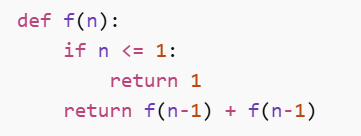 def f(n):
    if n <= 1:
        return 1
    return f(n-1) + f(n-1)